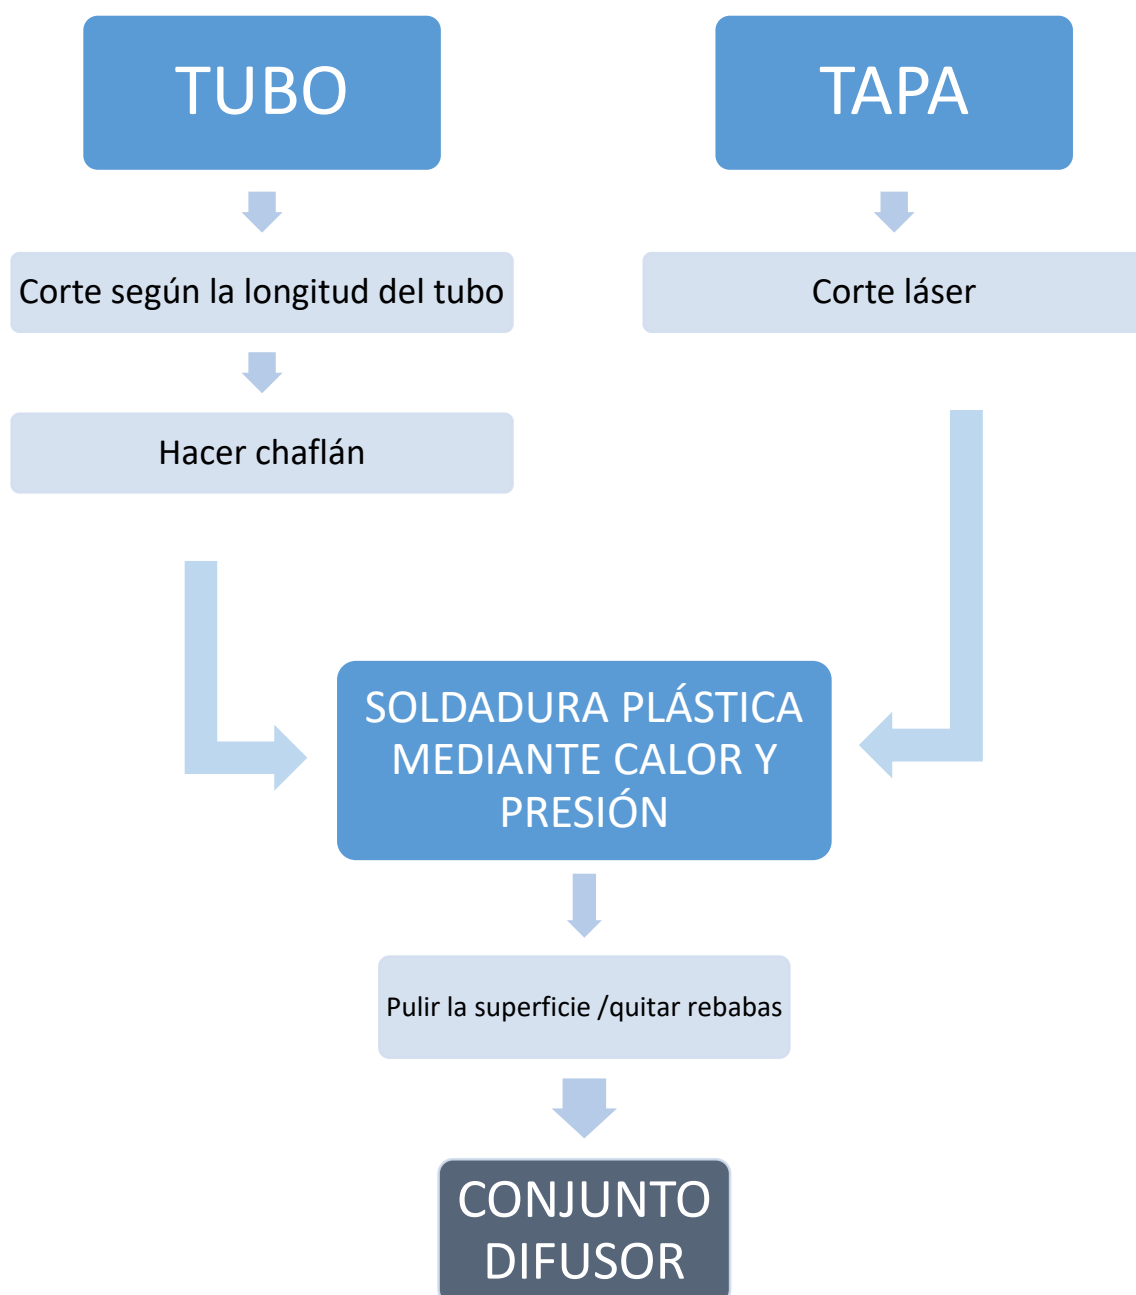 TUBO
TAPA
Corte según la longitud del tubo
Corte láser
Hacer chaflán
SOLDADURA PLÁSTICA
MEDIANTE CALOR Y
PRESIÓN
Pulir la superficie /quitar rebabas
CONJUNTO
DIFUSOR